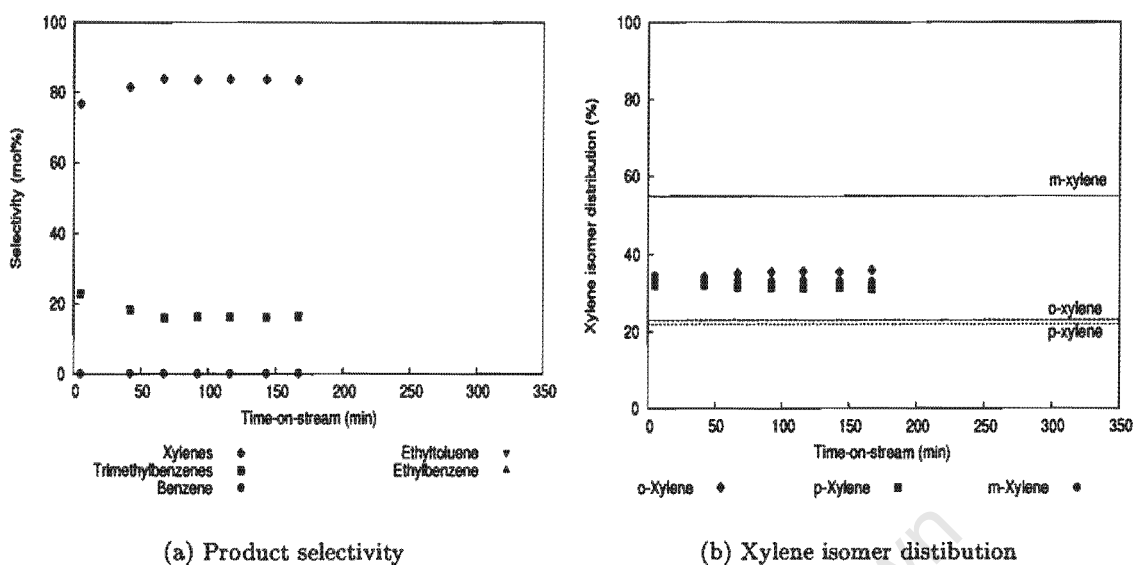 100
80
60
40
20
0
Selectivity (mol%)
0 50 100 150 200 250 300 350
Time-on-stream (min)
Xylenes
Trimethylbenzenes
Benzene
Ethyltoluene
Ethylbenzene
(a) Product selectivity
100
80
60
40
20
0
Xylene isomer distribution (%)
m-xylene
o-xylene
p-xylene
0 50 100 150 200 250 300 350
Time-on-stream (min)
o-Xylene p-Xylene m-Xylene
(b) Xylene isomer distibution